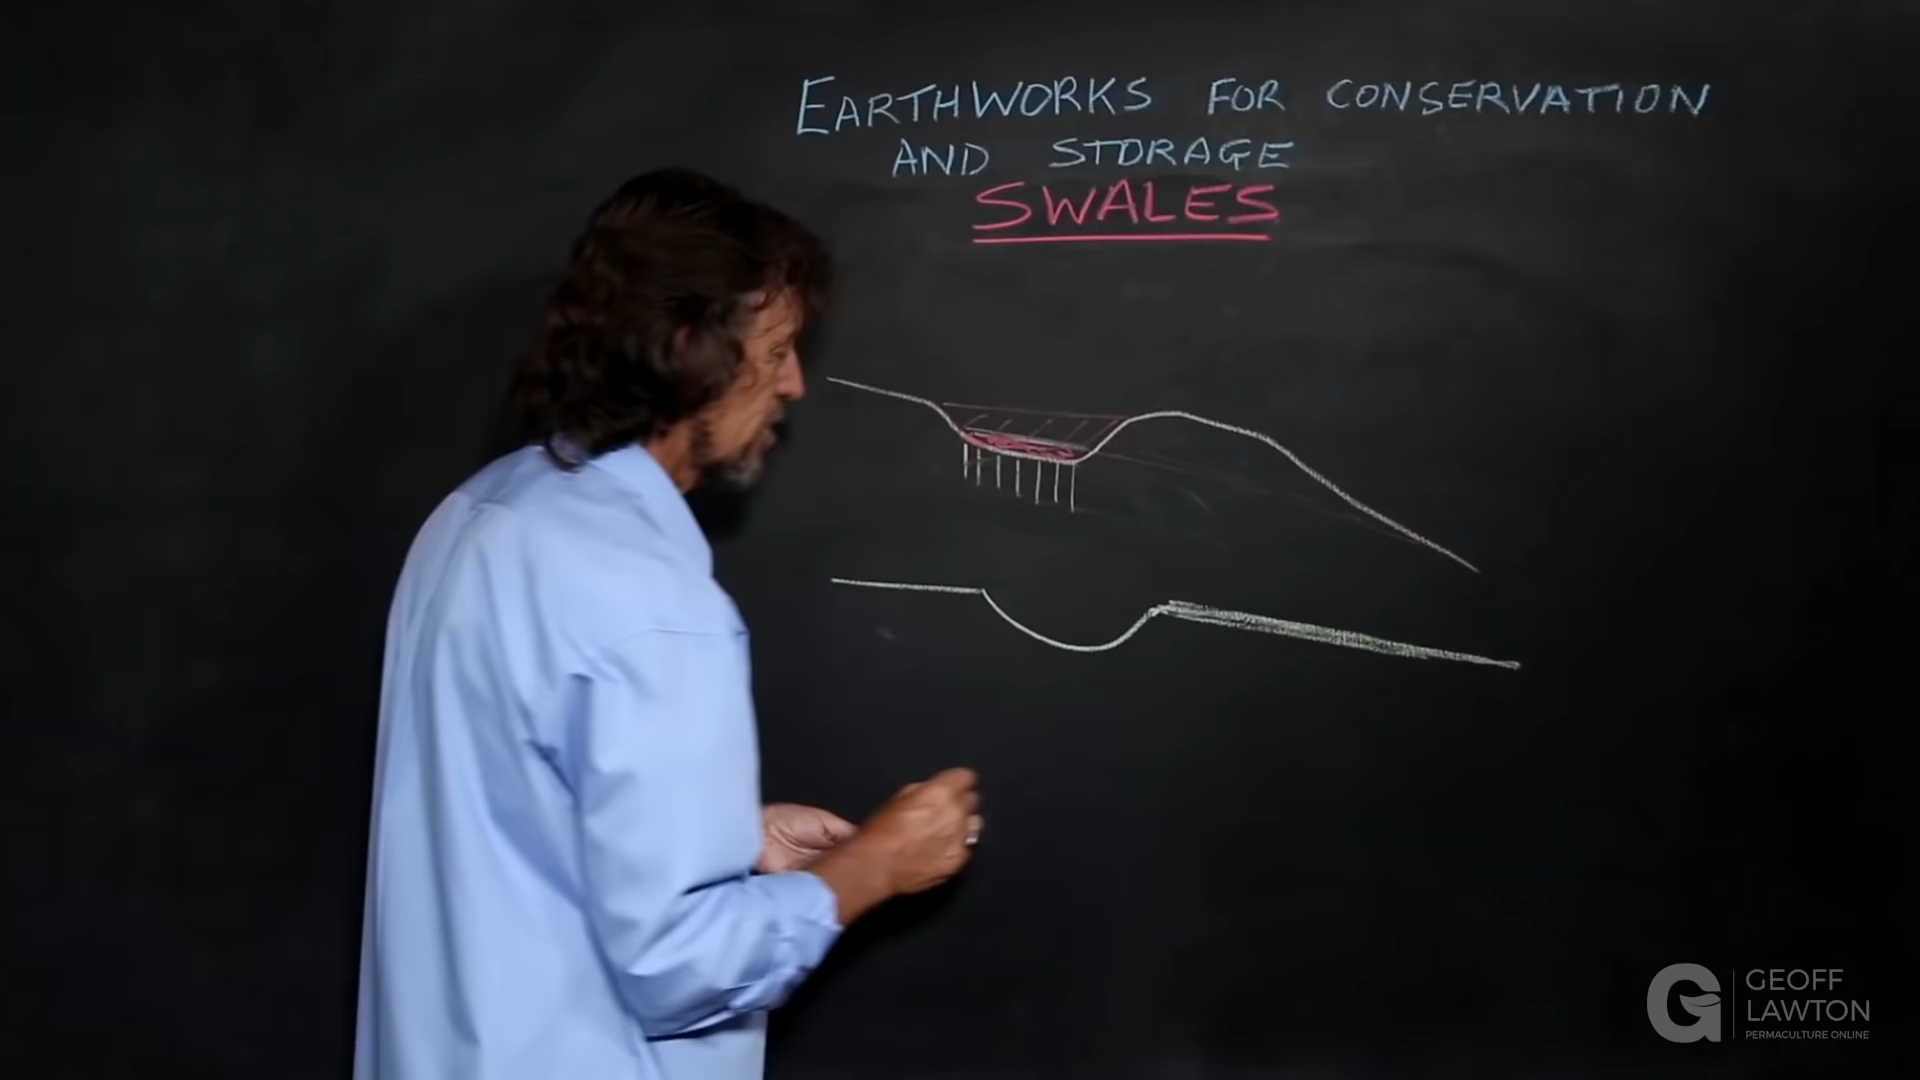 EARTHWORKS FOR CONSERVATION
AND STORAGE
SWALES
G
GEOFF
LAWTON
PERMACULTURE ONLINE